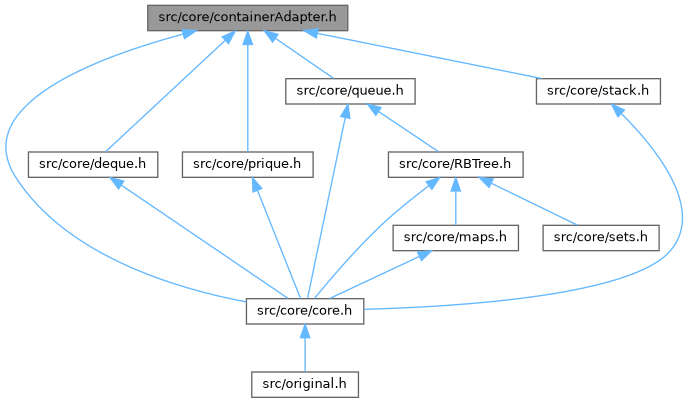 src/core/containerAdapter.h
src/core/queue.h
src/core/stack.h
src/core/deque.h
src/core/prique.h
src/core/RBTree.h
src/core/maps.h
src/core/sets.h
src/core/core.h
src/original.h